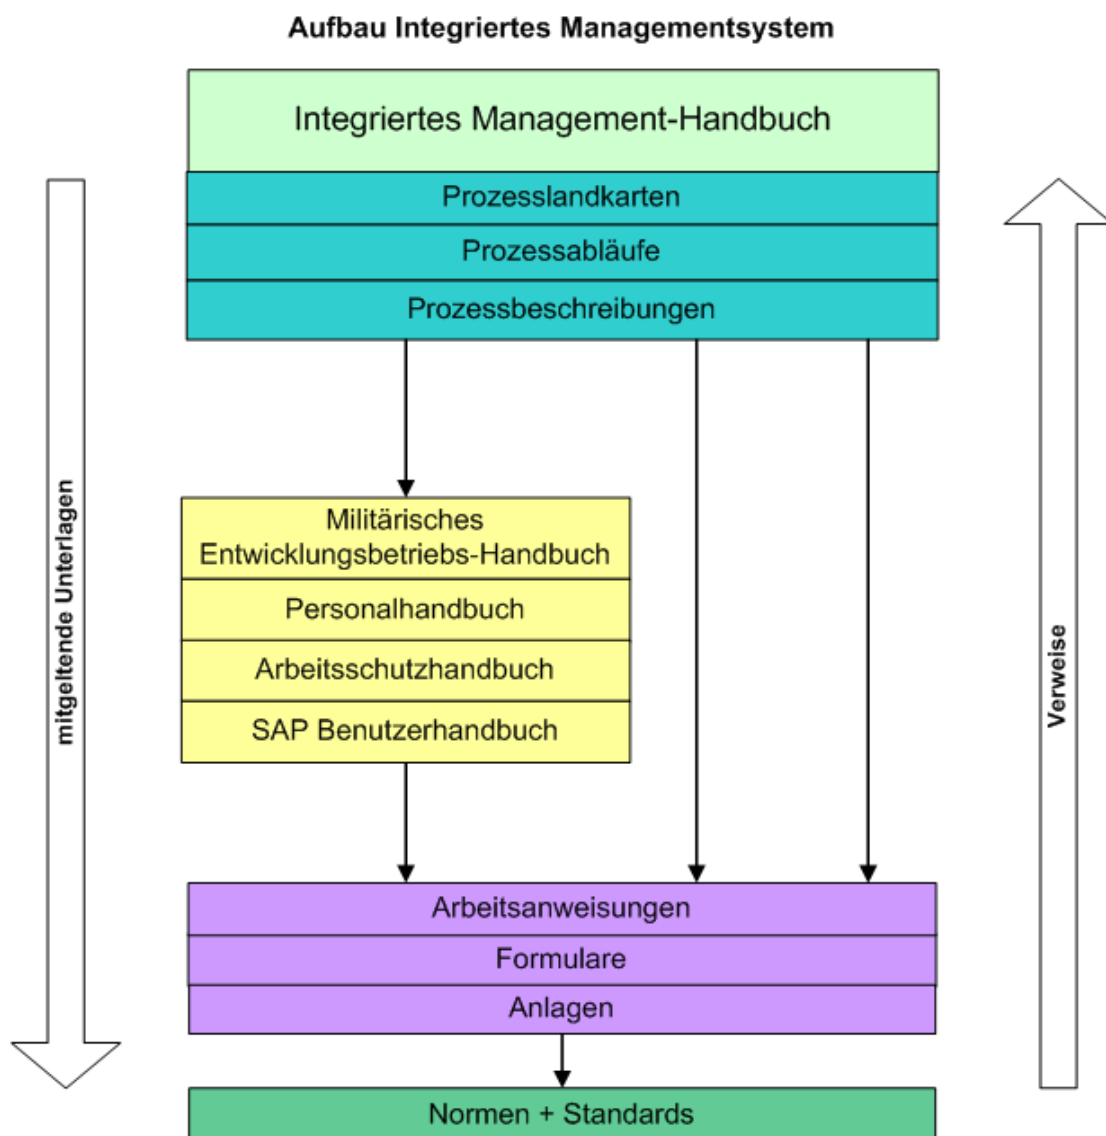 Aufbau Integriertes Managementsystem
Integriertes Management-Handbuch
Prozesslandkarten
Prozessabläufe
Prozessbeschreibungen
mitgeltende Unterlagen
Militärisches
Entwicklungsbetriebs-Handbuch
Personalhandbuch
Arbeitsschutzhandbuch
SAP Benutzerhandbuch
Verweise
Arbeitsanweisungen
Formulare
Anlagen
Normen + Standards